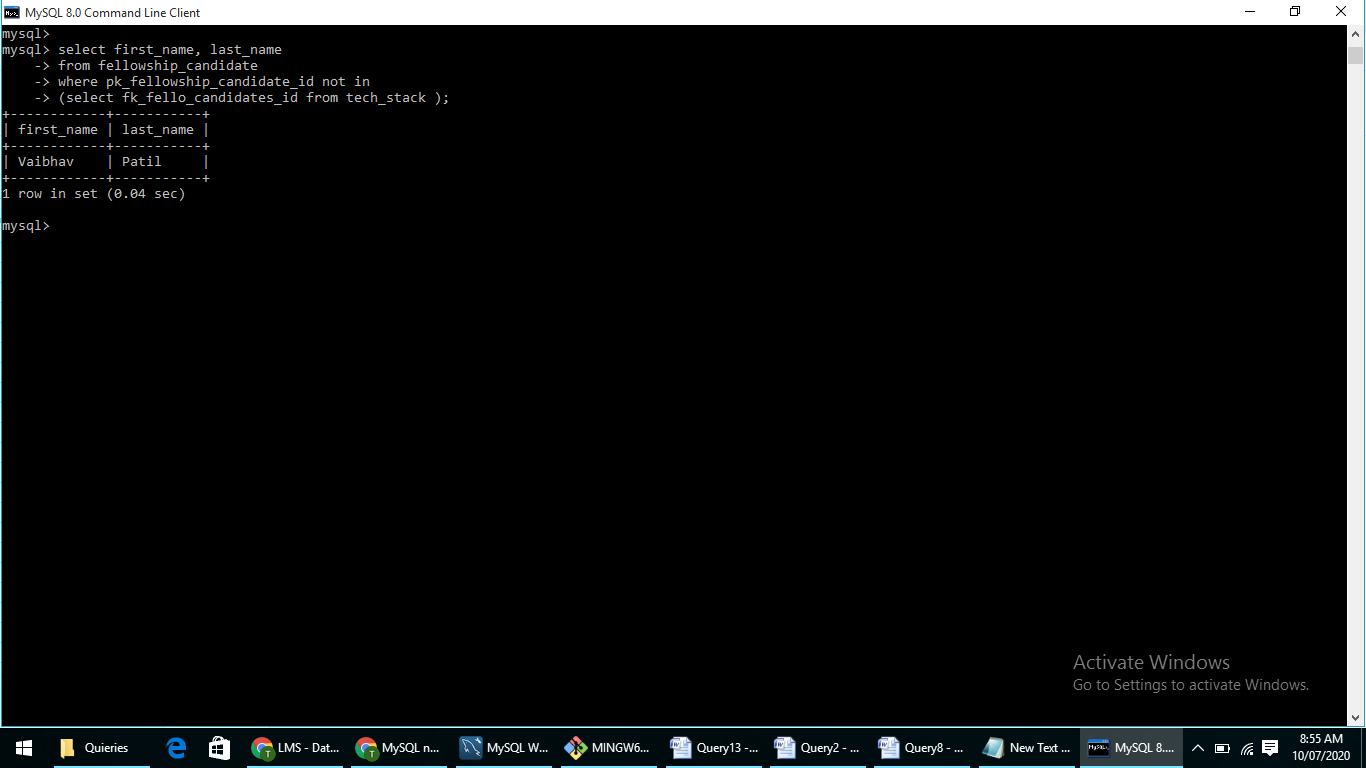 MySQL 8.0 Command Line Client
mysql>
mysql> select first_name, last_name
    -> from fellowship_candidate
    -> where pk_fellowship_candidate_id not in
    -> (select fk_fello_candidates_id from tech_stack );
+------------+-----------+
| first_name | last_name |
+------------+-----------+
| Vaibhav    | Patil     |
+------------+-----------+
1 row in set (0.04 sec)
mysql>
Activate Windows
Go to Settings to activate Windows.
Quieries
LMS - Dat...
MySQL n...
MySQL W...
MINGW6...
Query13 -...
Query2 - ...
Query8 - ...
New Text ...
MySQL 8....
8:55 AM
10/07/2020